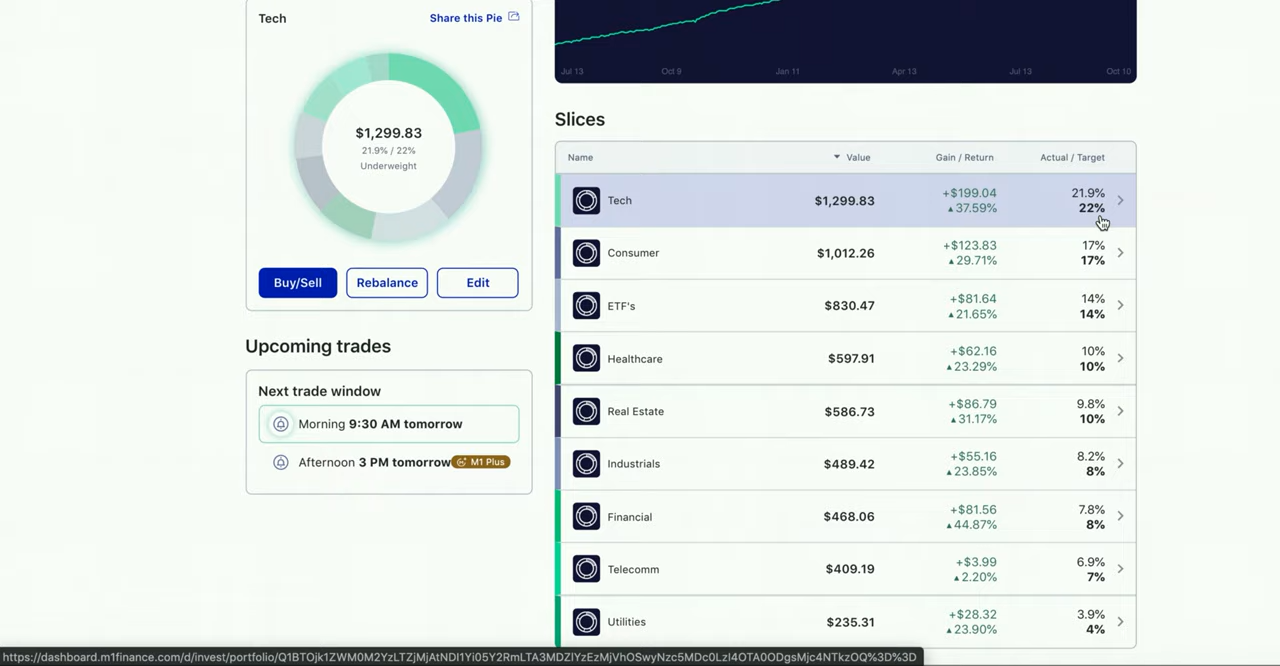 Tech
Share this Pie
$1,299.83
21.9% / 22%
Underweight
Buy/Sell
Rebalance
Edit
Upcoming trades
Next trade window
Morning 9:30 AM tomorrow
Afternoon 3 PM tomorrow M1 Plus
Jul 13 Oct 9 Jan 11 Apr 13 Jul 13 Oct 10
Slices
Name Value Gain / Return Actual / Target
Tech $1,299.83 +$199.04 ▲37.59% 21.9% 22%
Consumer $1,012.26 +$123.83 ▲29.71% 17% 17%
ETF's $830.47 +$81.64 ▲21.65% 14% 14%
Healthcare $597.91 +$62.16 ▲23.29% 10% 10%
Real Estate $586.73 +$86.79 ▲31.17% 9.8% 10%
Industrials $489.42 +$55.16 ▲23.85% 8.2% 8%
Financial $468.06 +$81.56 ▲44.87% 7.8% 8%
Telecomm $409.19 +$3.99 ▲2.20% 6.9% 7%
Utilities $235.31 +$28.32 ▲23.90% 3.9% 4%